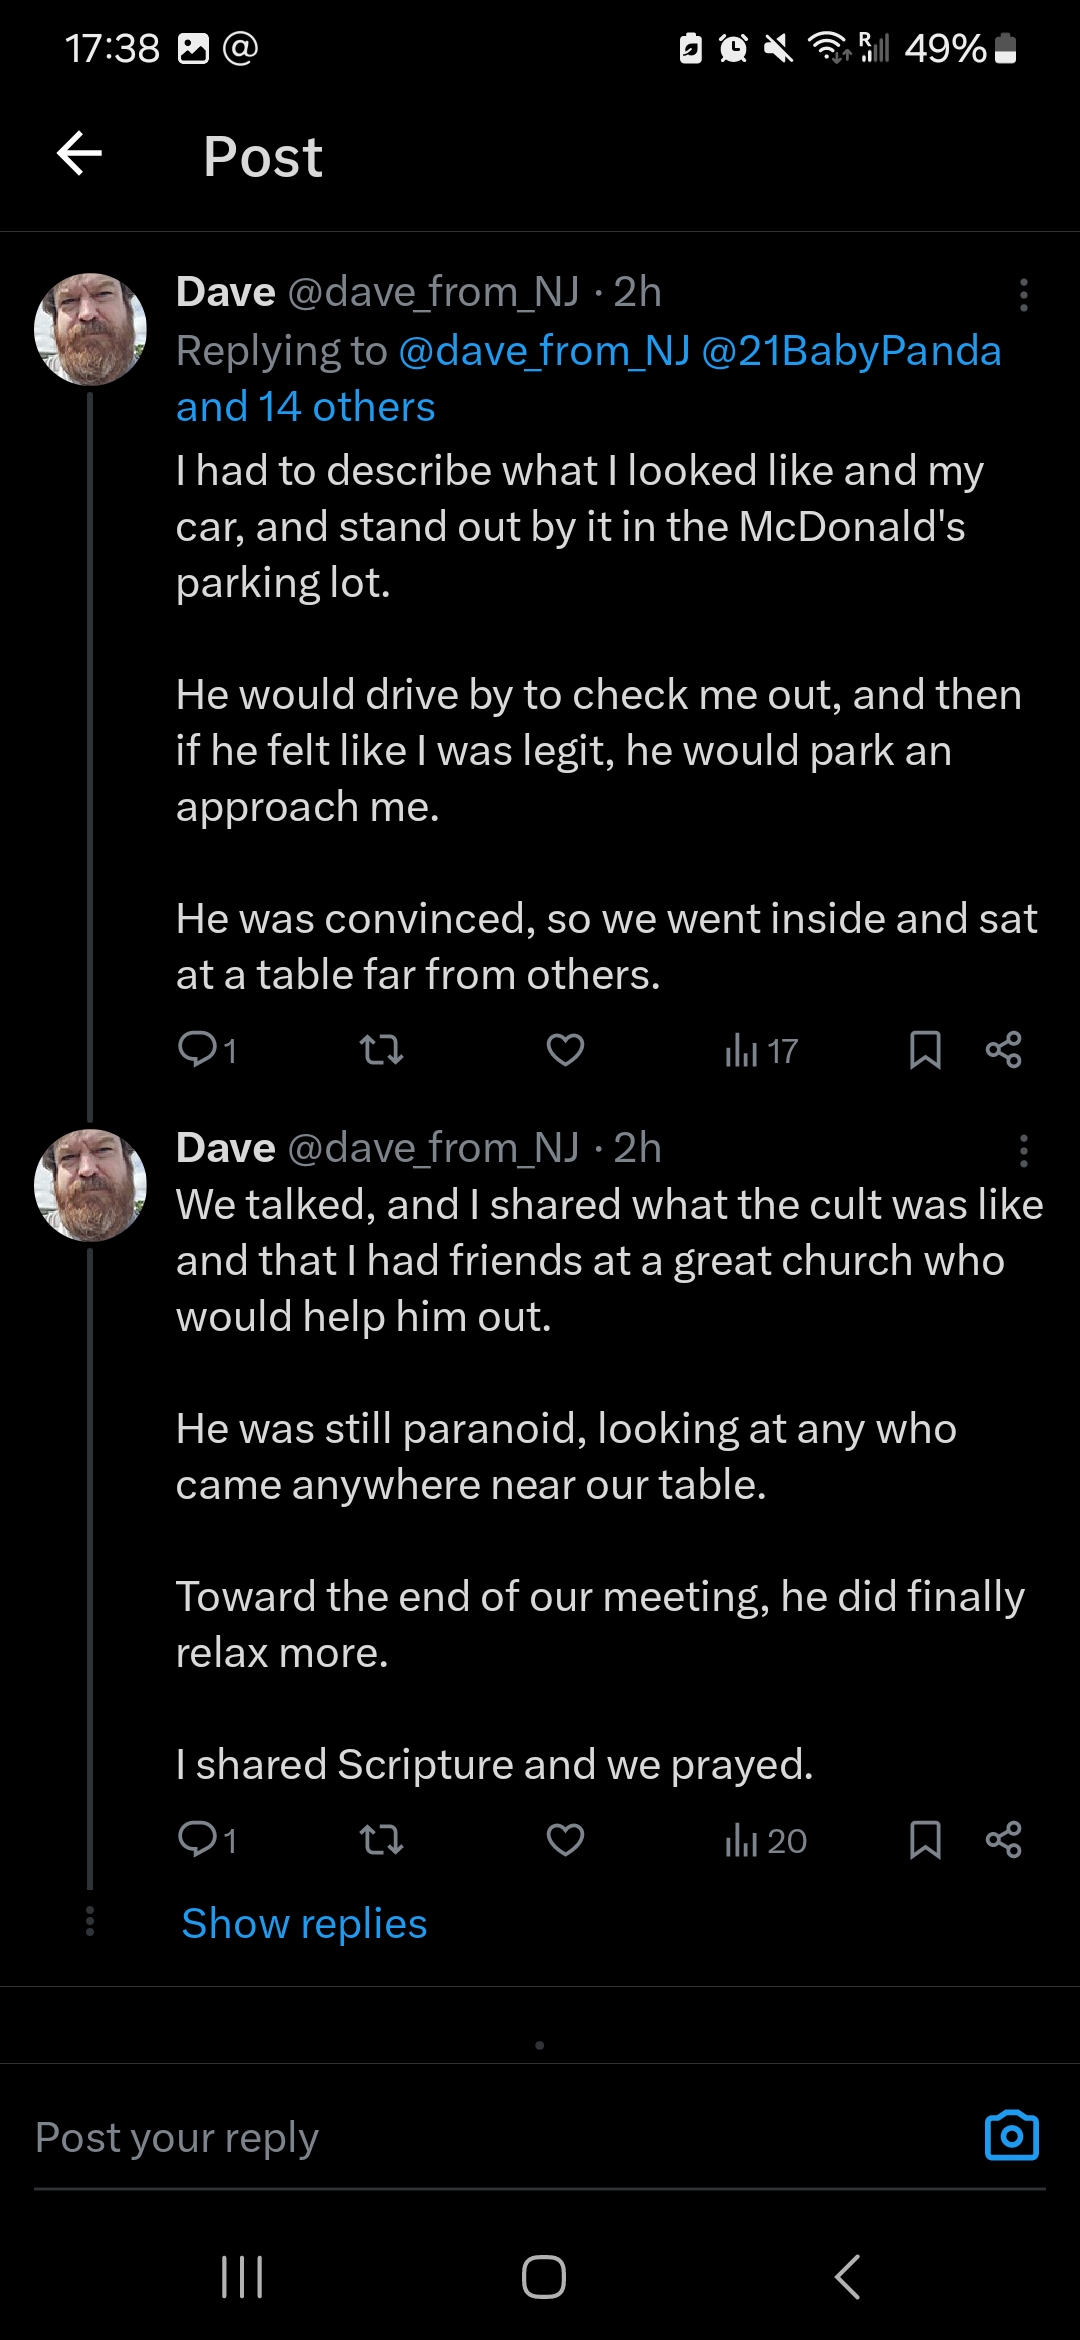 17:38
49%
Post
Dave @dave_from_NJ · 2h
Replying to @dave_from_NJ @21BabyPanda
and 14 others
I had to describe what I looked like and my
car, and stand out by it in the McDonald's
parking lot.
He would drive by to check me out, and then
if he felt like I was legit, he would park an
approach me.
He was convinced, so we went inside and sat
at a table far from others.
1
17
Dave @dave_from_NJ · 2h
We talked, and I shared what the cult was like
and that I had friends at a great church who
would help him out.
He was still paranoid, looking at any who
came anywhere near our table.
Toward the end of our meeting, he did finally
relax more.
I shared Scripture and we prayed.
1
20
Show replies
Post your reply